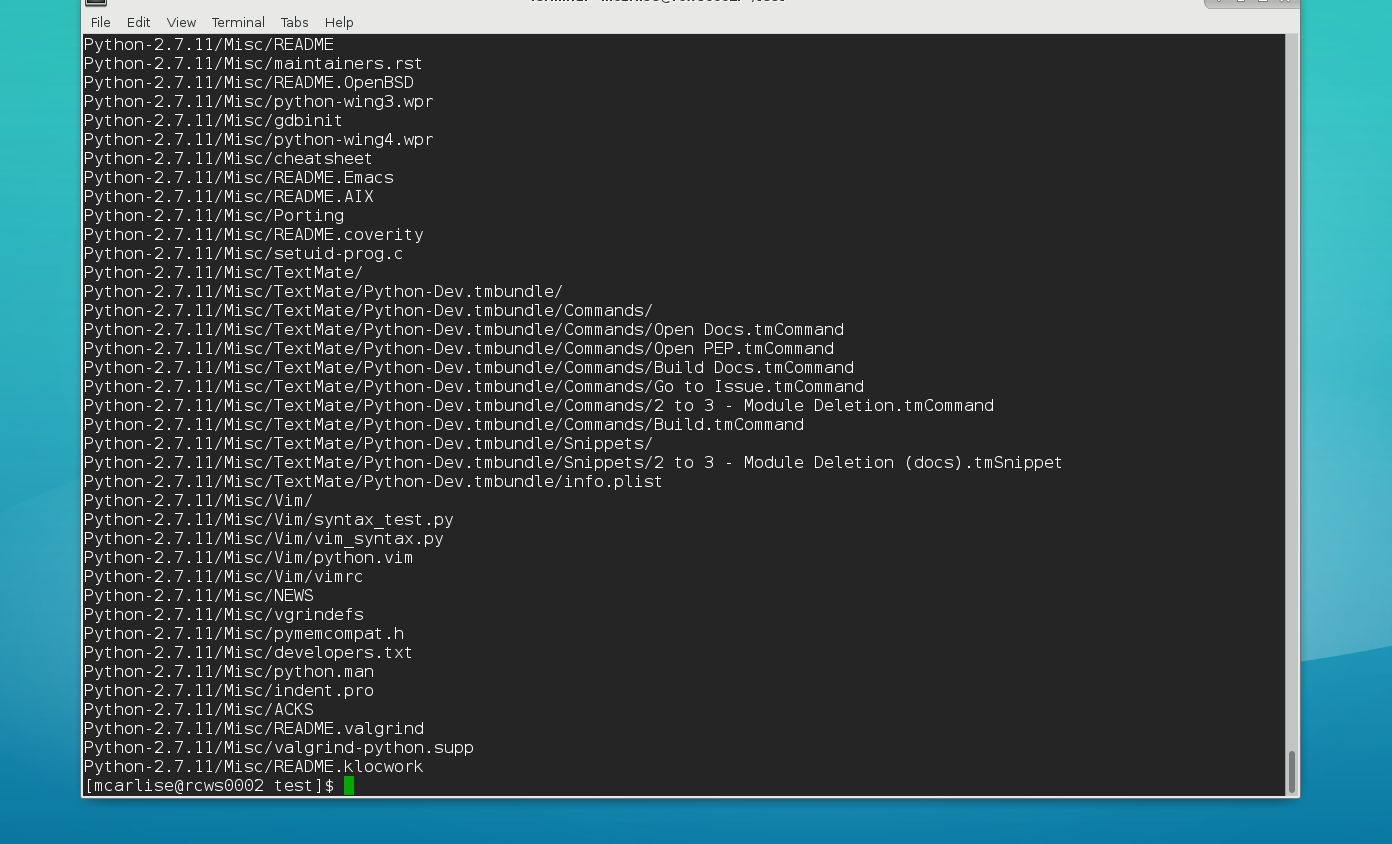 File Edit View Terminal Tabs Help
Python-2.7.11/Misc/README
Python-2.7.11/Misc/maintainers.rst
Python-2.7.11/Misc/README.OpenBSD
Python-2.7.11/Misc/python-wing3.wpr
Python-2.7.11/Misc/gdbinit
Python-2.7.11/Misc/python-wing4.wpr
Python-2.7.11/Misc/cheatsheet
Python-2.7.11/Misc/README.Emacs
Python-2.7.11/Misc/README.AIX
Python-2.7.11/Misc/Porting
Python-2.7.11/Misc/README.coverity
Python-2.7.11/Misc/setuid-prog.c
Python-2.7.11/Misc/TextMate/
Python-2.7.11/Misc/TextMate/Python-Dev.tmbundle/
Python-2.7.11/Misc/TextMate/Python-Dev.tmbundle/Commands/
Python-2.7.11/Misc/TextMate/Python-Dev.tmbundle/Commands/Open Docs.tmCommand
Python-2.7.11/Misc/TextMate/Python-Dev.tmbundle/Commands/Open PEP.tmCommand
Python-2.7.11/Misc/TextMate/Python-Dev.tmbundle/Commands/Build Docs.tmCommand
Python-2.7.11/Misc/TextMate/Python-Dev.tmbundle/Commands/Go to Issue.tmCommand
Python-2.7.11/Misc/TextMate/Python-Dev.tmbundle/Commands/2 to 3 - Module Deletion.tmCommand
Python-2.7.11/Misc/TextMate/Python-Dev.tmbundle/Commands/Build.tmCommand
Python-2.7.11/Misc/TextMate/Python-Dev.tmbundle/Snippets/
Python-2.7.11/Misc/TextMate/Python-Dev.tmbundle/Snippets/2 to 3 - Module Deletion (docs).tmSnippet
Python-2.7.11/Misc/TextMate/Python-Dev.tmbundle/info.plist
Python-2.7.11/Misc/Vim/
Python-2.7.11/Misc/Vim/syntax_test.py
Python-2.7.11/Misc/Vim/vim_syntax.py
Python-2.7.11/Misc/Vim/python.vim
Python-2.7.11/Misc/Vim/vimrc
Python-2.7.11/Misc/NEWS
Python-2.7.11/Misc/vgrindefs
Python-2.7.11/Misc/pymemcompat.h
Python-2.7.11/Misc/developers.txt
Python-2.7.11/Misc/python.man
Python-2.7.11/Misc/indent.pro
Python-2.7.11/Misc/ACKS
Python-2.7.11/Misc/README.valgrind
Python-2.7.11/Misc/valgrind-python.supp
Python-2.7.11/Misc/README.klocwork
[mcarlise@rcws0002 test]$